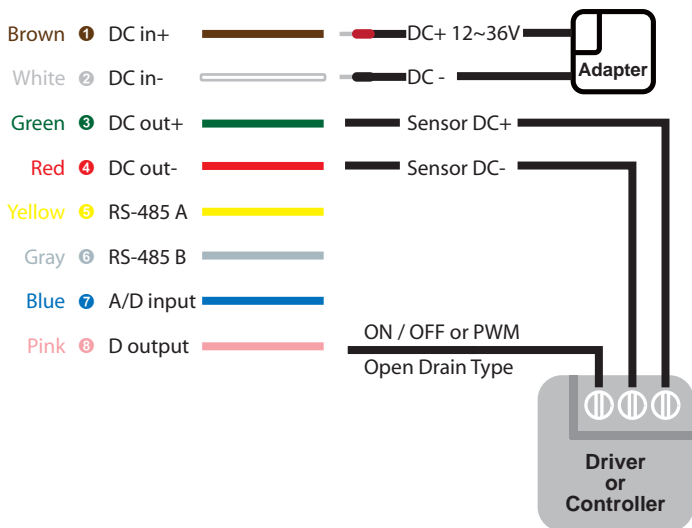 Brown ❶ DC in+ DC+ 12~36V
White ❷ DC in- DC -
Adapter
Green ❸ DC out+ Sensor DC+
Red ❹ DC out- Sensor DC-
Yellow ❺ RS-485 A
Gray ❻ RS-485 B
Blue ❼ A/D input
Pink ❽ D output
ON / OFF or PWM
Open Drain Type
Driver
or
Controller